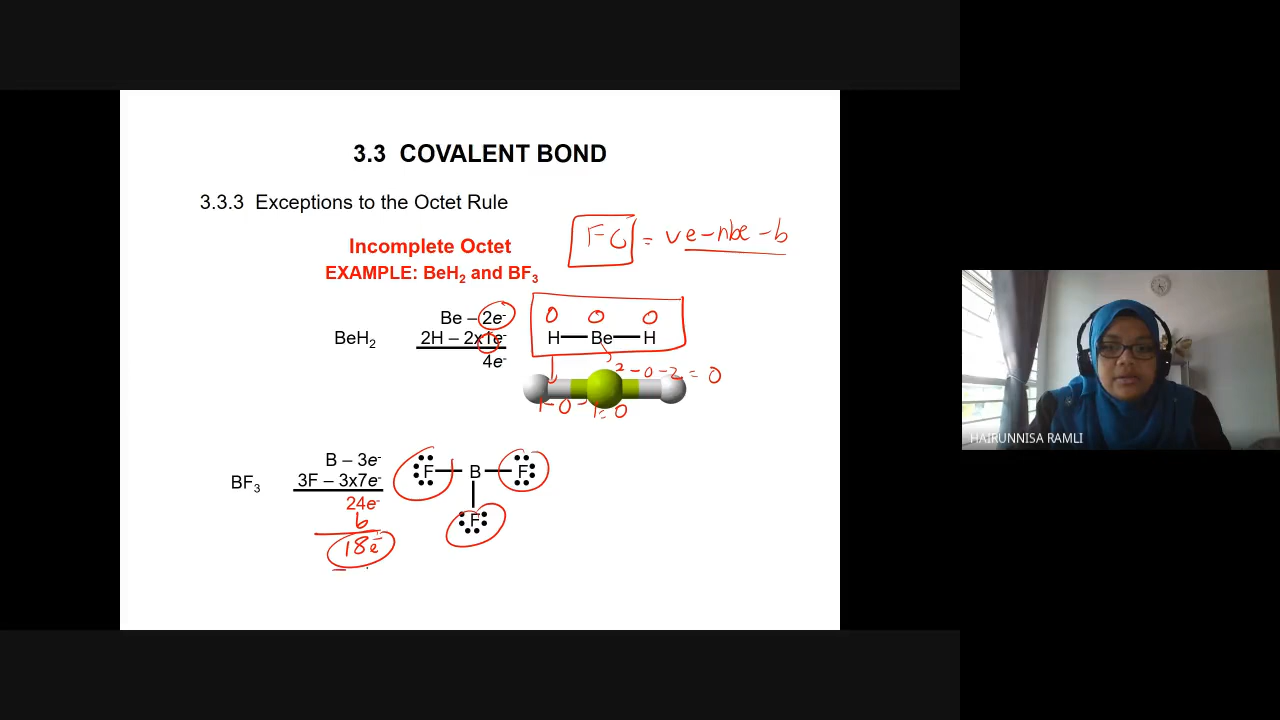 3.3 COVALENT BOND
3.3.3 Exceptions to the Octet Rule
FC = ve - nbe - b
Incomplete Octet
EXAMPLE: BeH₂ and BF₃
Be – 2e⁻
0 0 0
BeH₂ 2H – 2x1e⁻ H Be H
4e⁻
2 - 0 - 2 = 0
1 - 0 - 1 = 0
HAIRUNNISA RAMLI
B – 3e⁻
F B F
BF₃ 3F – 3x7e⁻
24e⁻
6
F
18e⁻